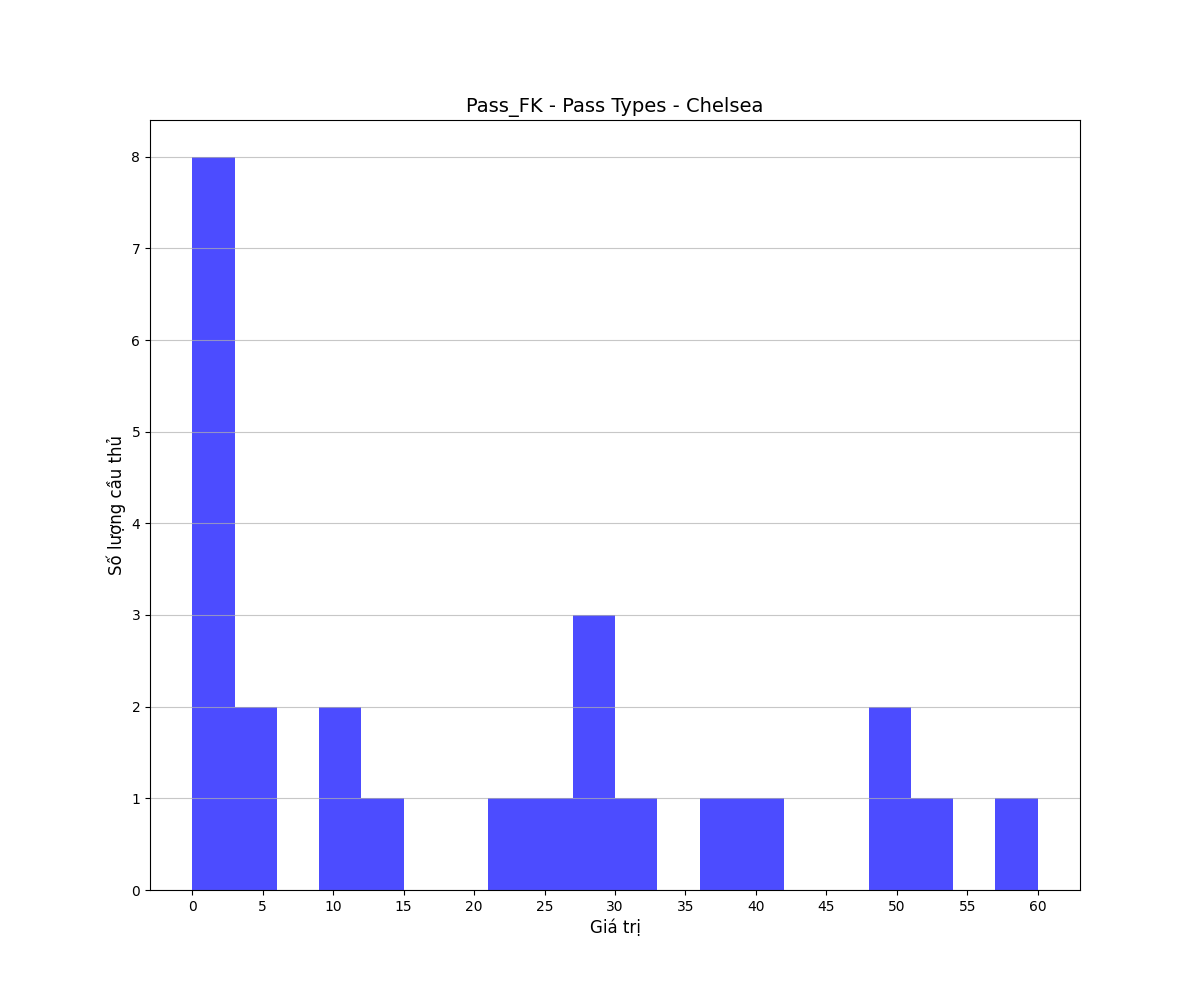 Pass_FK - Pass Types - Chelsea
8
7
6
5
4
3
2
1
0
Số lượng cầu thủ
0 5 10 15 20 25 30 35 40 45 50 55 60
Giá trị